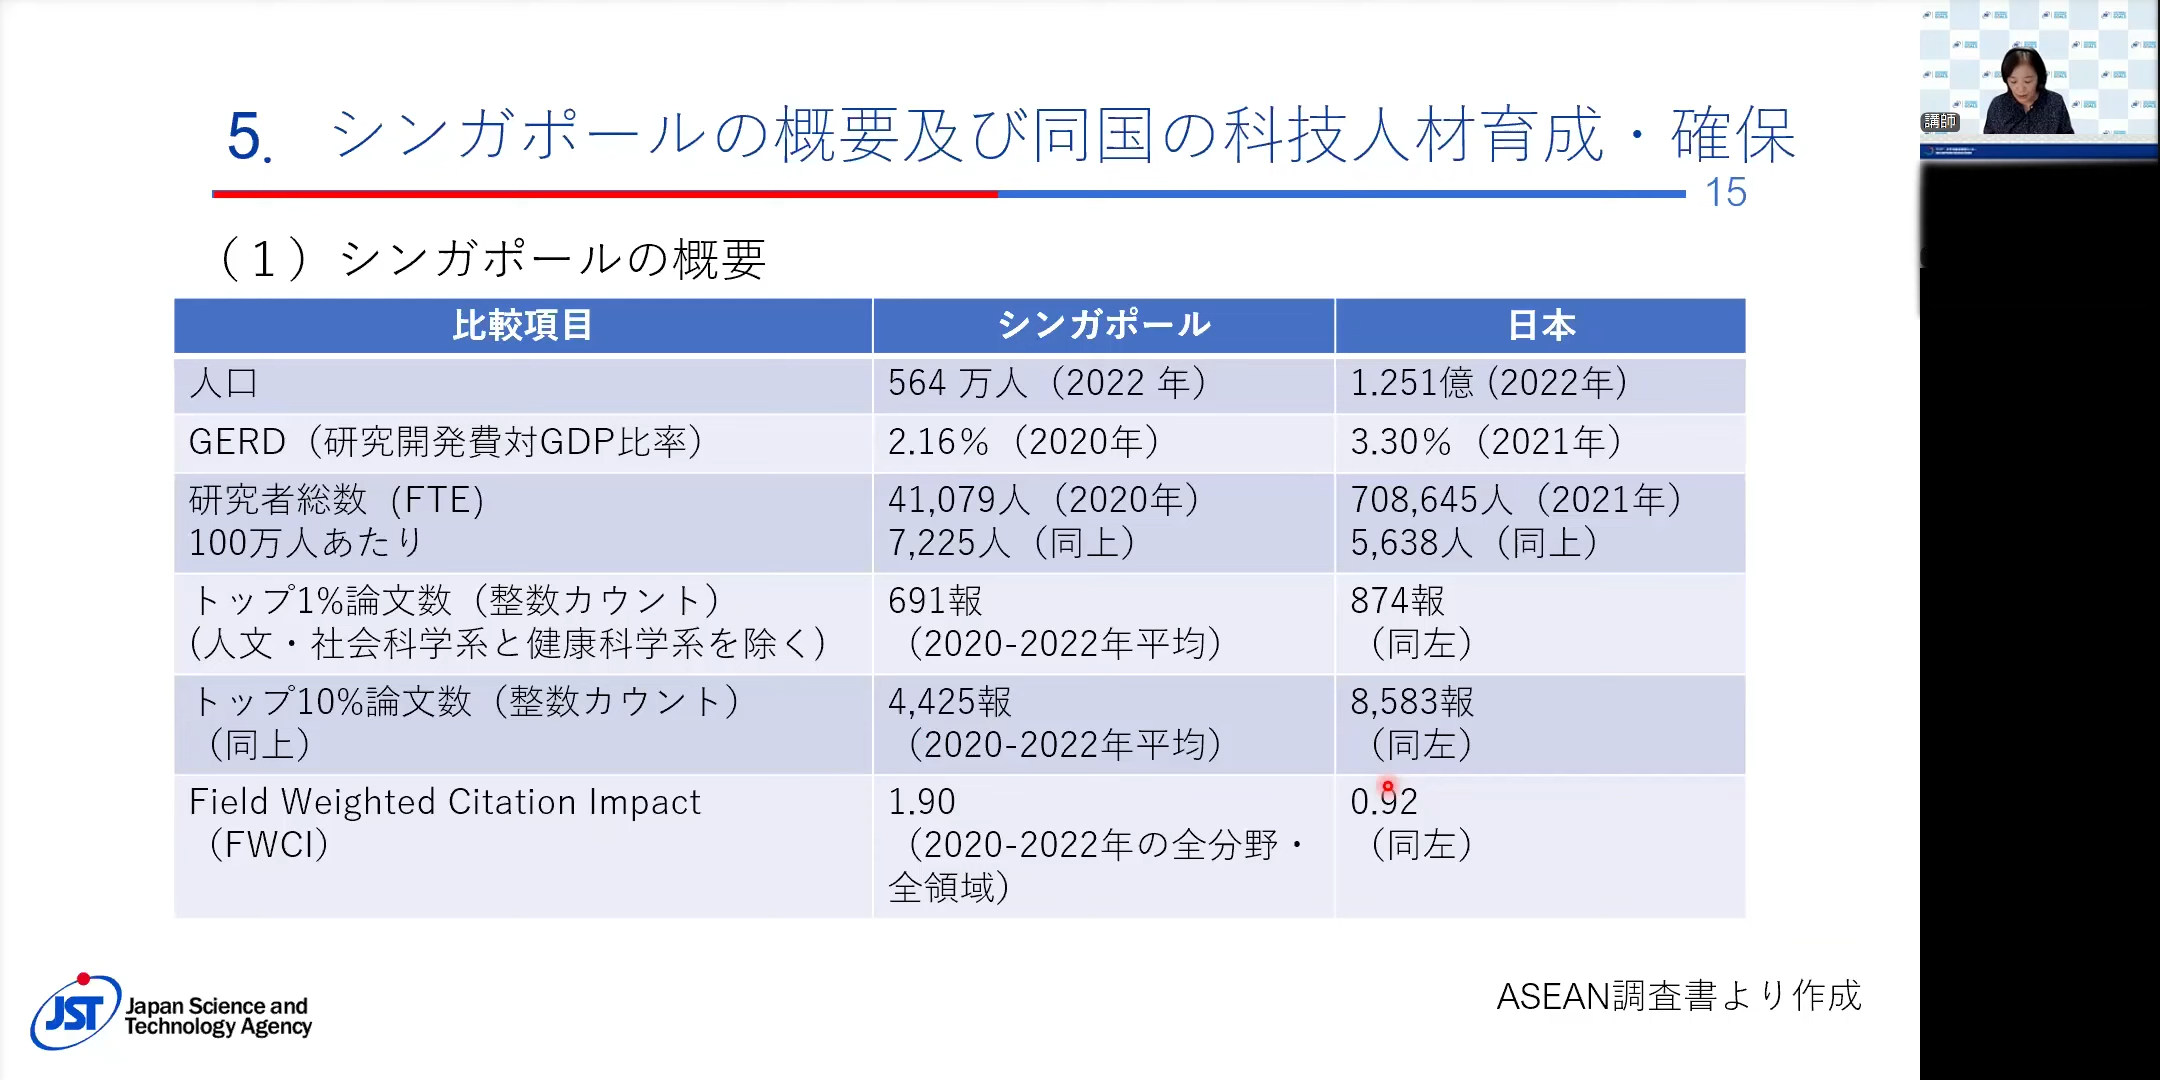 5. シンガポールの概要及び同国の科技人材育成・確保
15
（1）シンガポールの概要
比較項目 シンガポール 日本
人口 564 万人（2022 年） 1.251億 (2022年)
GERD（研究開発費対GDP比率） 2.16%（2020年） 3.30%（2021年）
研究者総数 (FTE) 41,079人（2020年） 708,645人（2021年）
100万人あたり 7,225人（同上） 5,638人（同上）
トップ1%論文数（整数カウント） 691報 874報
(人文・社会科学系と健康科学系を除く) （2020-2022年平均） （同左）
トップ10%論文数（整数カウント） 4,425報 8,583報
（同上） （2020-2022年平均） （同左）
Field Weighted Citation Impact 1.90 0.92
（FWCI） （2020-2022年の全分野・ （同左）
全領域）
ASEAN調査書より作成
JST Japan Science and
Technology Agency
講師